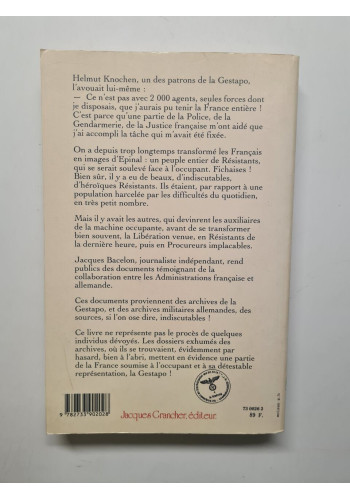 Helmut Knochen, un des patrons de la Gestapo,
l'avouait lui-même :
— Ce n'est pas avec 2 000 agents, seules forces dont
je disposais, que j'aurais pu tenir la France entière !
C'est parce qu'une partie de la Police, de la
Gendarmerie, de la Justice française m'ont aidé que
j'ai accompli la tâche qui m'avait été fixée.
On a depuis trop longtemps transformé les Français
en images d'Epinal : un peuple entier de Résistants,
qui se serait soulevé face à l'occupant. Fichaises !
Bien sûr, il y a eu de beaux, d'indiscutables,
d'héroïques Résistants. Ils étaient, par rapport à une
population harcelée par les difficultés du quotidien,
en très petit nombre.
Mais il y avait les autres, qui devinrent les auxiliaires
de la machine occupante, avant de se transformer
bien souvent, la Libération venue, en Résistants de
la dernière heure, puis en Procureurs implacables.
Jacques Bacelon, journaliste indépendant, rend
publics des documents témoignant de la
collaboration entre les Administrations française et
allemande.
Ces documents proviennent des archives de la
Gestapo, et des archives militaires allemandes, des
sources, si l'on ose dire, indiscutables !
Ce livre ne représente pas le procès de quelques
individus dévoyés. Les dossiers exhumés des
archives, où ils se trouvaient, évidemment par
hasard, bien à l'abri, mettent en évidence une partie
de la France soumise à l'occupant et à sa détestable
représentation, la Gestapo !
9 782733 902028
Jacques Grancher, éditeur
89 F.